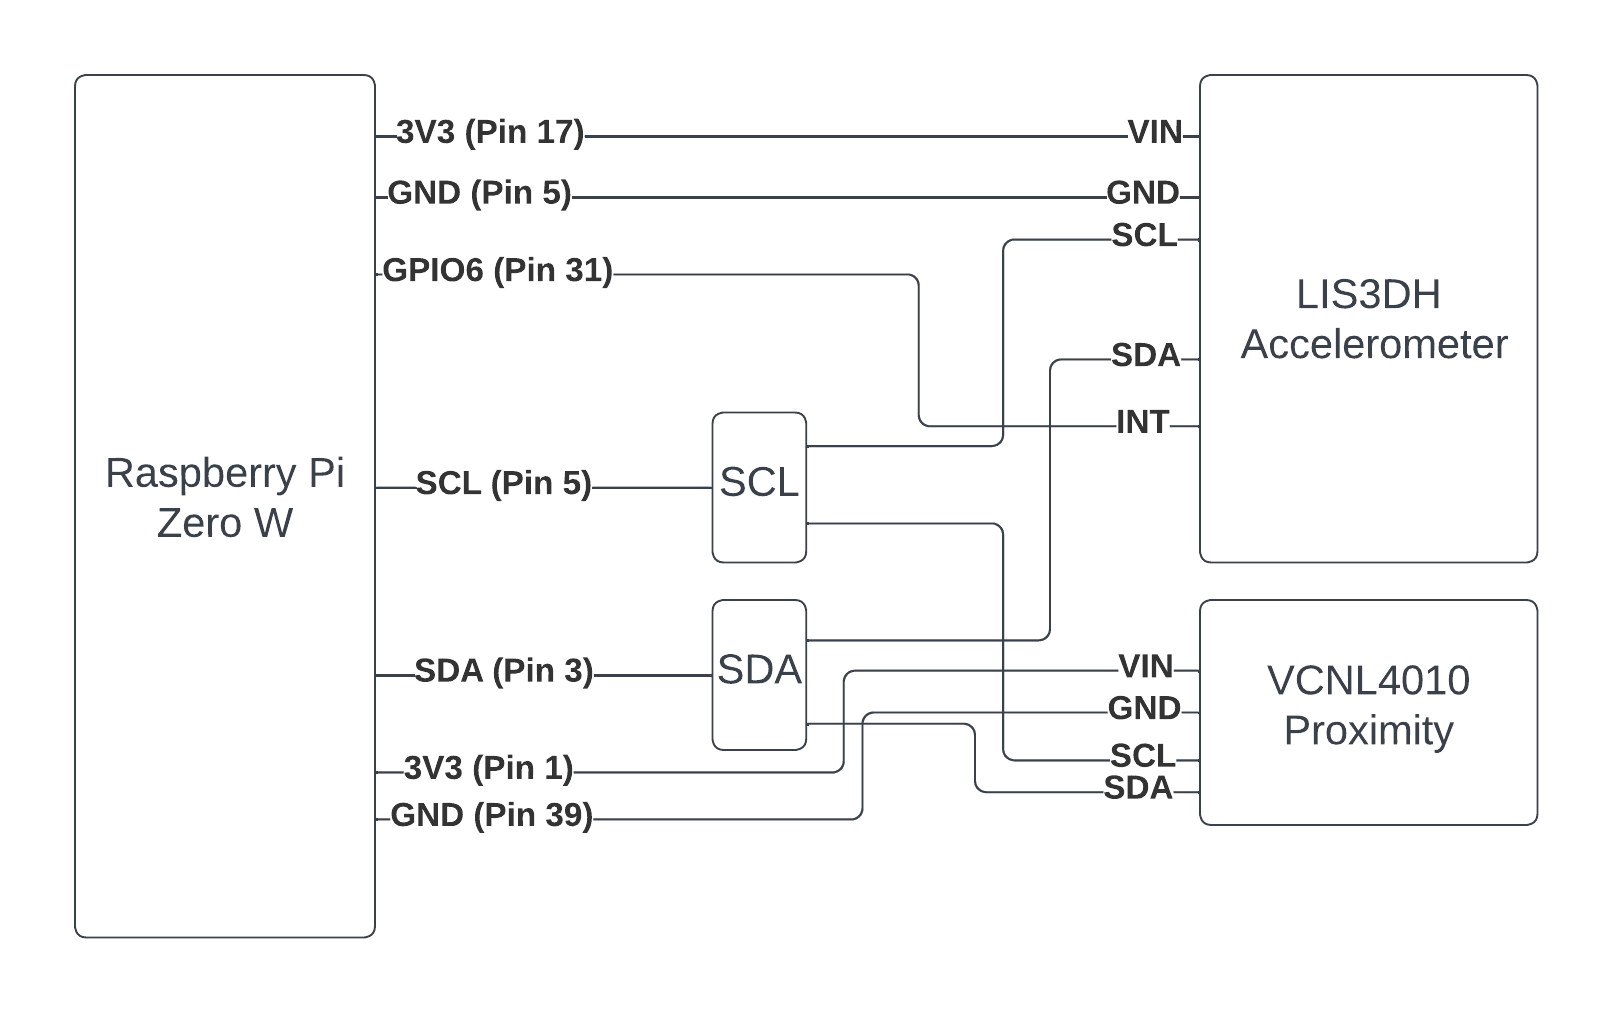 3V3 (Pin 17)
VIN
GND (Pin 5)
GND
SCL
GPIO6 (Pin 31)
LIS3DH
Accelerometer
SDA
INT
Raspberry Pi
Zero W
SCL (Pin 5)
SCL
SDA (Pin 3)
SDA
VIN
VCNL4010
Proximity
GND
3V3 (Pin 1)
SCL
SDA
GND (Pin 39)